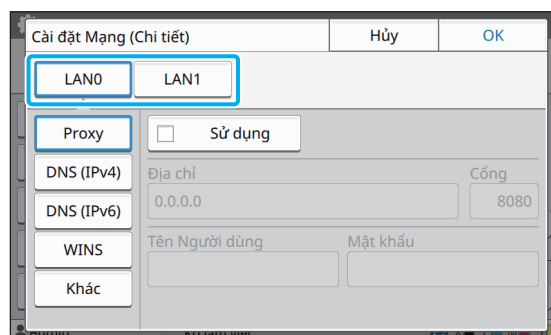 Cài đặt Mạng (Chi tiết) Hủy OK
LAN0 LAN1
Proxy Sử dụng
DNS (IPv4) Địa chỉ Cổng
0.0.0.0 8080
DNS (IPv6)
Tên Người dùng Mật khẩu
WINS
Khác